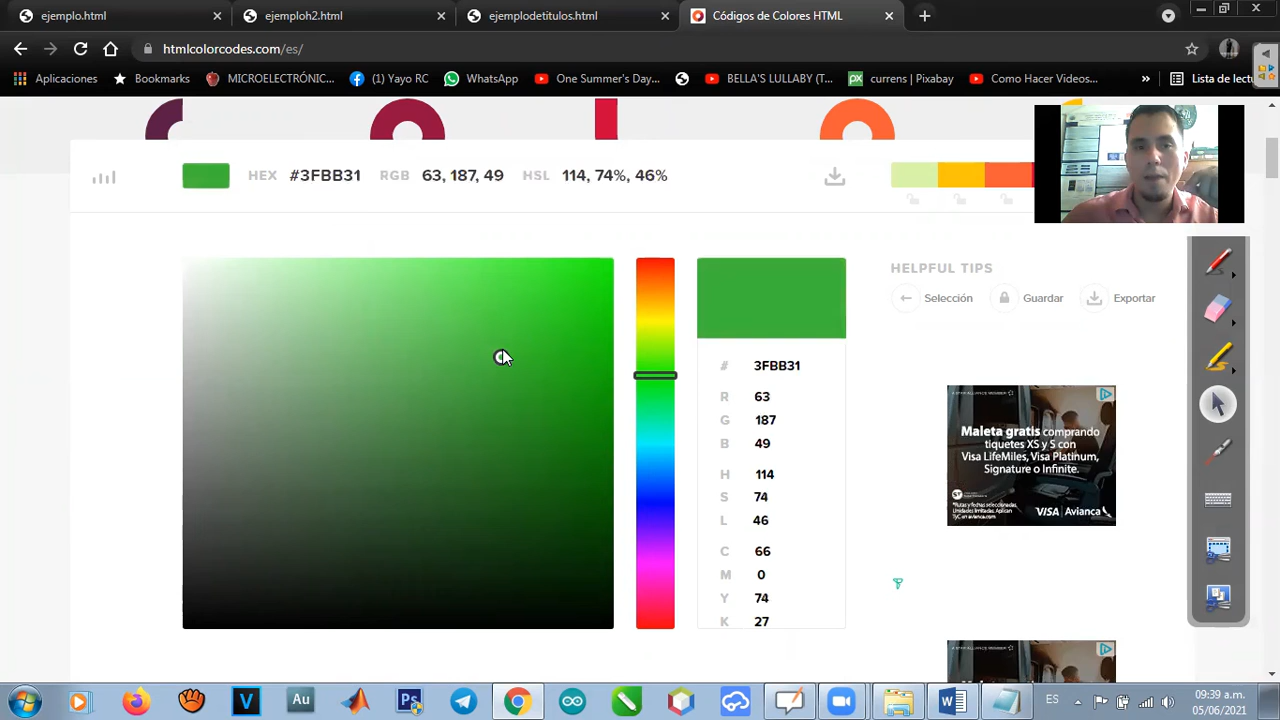 ejemplo.html
ejemploh2.html
ejemplodetitulos.html
Códigos de Colores HTML
htmlcolorcodes.com/es/
Aplicaciones
Bookmarks
MICROELECTRÓNIC...
(1) Yayo RC
WhatsApp
One Summer's Day...
BELLA'S LULLABY (T...
px
currens | Pixabay
Como Hacer Videos...
»
Lista de lectu
HEX #3FBB31 RGB 63, 187, 49 HSL 114, 74%, 46%
HELPFUL TIPS
Selección
Guardar
Exportar
# 3FBB31
R 63
G 187
B 49
H 114
S 74
L 46
C 66
M 0
Y 74
K 27
Maleta gratis comprando
tiquetes XS y S con
Visa LifeMiles, Visa Platinum,
Signature o Infinite.
VISA Avianca
V
Au
Ps
W
ES
09:39 a.m.
05/06/2021